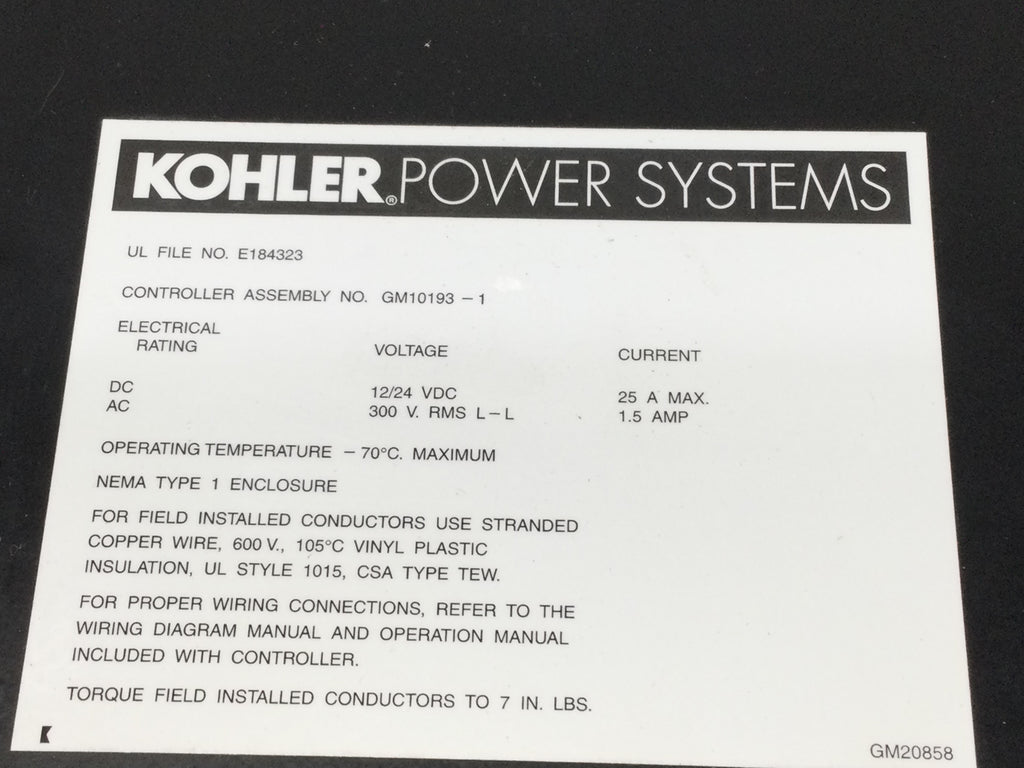 KOHLER® POWER SYSTEMS
UL FILE NO. E184323
CONTROLLER ASSEMBLY NO. GM10193 – 1
ELECTRICAL
RATING VOLTAGE CURRENT
DC 12/24 VDC 25 A MAX.
AC 300 V. RMS L – L 1.5 AMP
OPERATING TEMPERATURE – 70°C. MAXIMUM
NEMA TYPE 1 ENCLOSURE
FOR FIELD INSTALLED CONDUCTORS USE STRANDED
COPPER WIRE, 600 V., 105°C VINYL PLASTIC
INSULATION, UL STYLE 1015, CSA TYPE TEW.
FOR PROPER WIRING CONNECTIONS, REFER TO THE
WIRING DIAGRAM MANUAL AND OPERATION MANUAL
INCLUDED WITH CONTROLLER.
TORQUE FIELD INSTALLED CONDUCTORS TO 7 IN. LBS.
K
GM20858